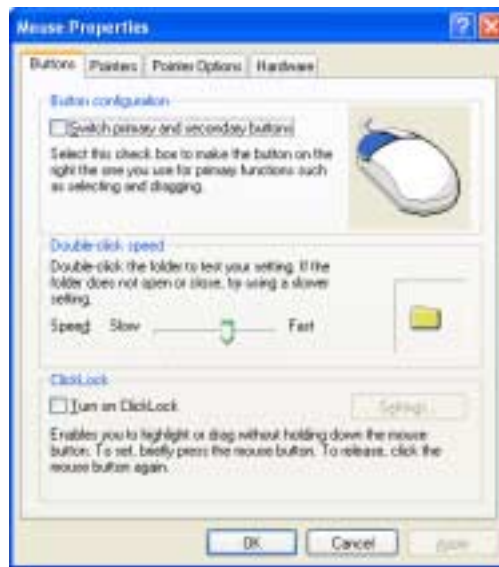 Mouse Properties
Buttons Pointers Pointer Options Hardware
Button configuration
Switch primary and secondary buttons
Select this check box to make the button on the
right the one you use for primary functions such
as selecting and dragging.
Double-click speed
Double-click the folder to test your setting. If the
folder does not open or close, try using a slower
setting.
Speed: Slow Fast
ClickLock
Turn on ClickLock Settings...
Enables you to highlight or drag without holding down the mouse
button. To set, briefly press the mouse button. To release, click the
mouse button again.
OK Cancel Apply